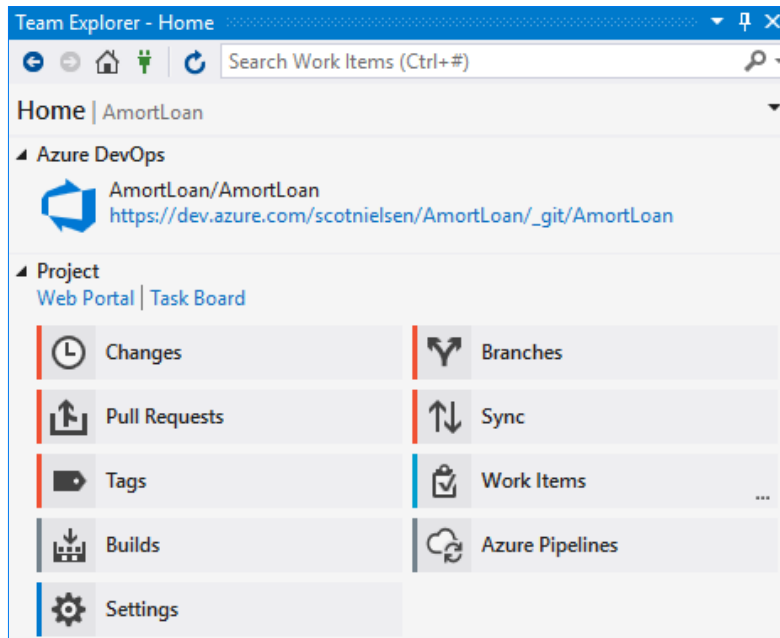 Team Explorer - Home
Search Work Items (Ctrl+#)
Home | AmortLoan
Azure DevOps
AmortLoan/AmortLoan
https://dev.azure.com/scotnielsen/AmortLoan/_git/AmortLoan
Project
Web Portal | Task Board
Changes
Branches
Pull Requests
Sync
Tags
Work Items
...
Builds
Azure Pipelines
Settings